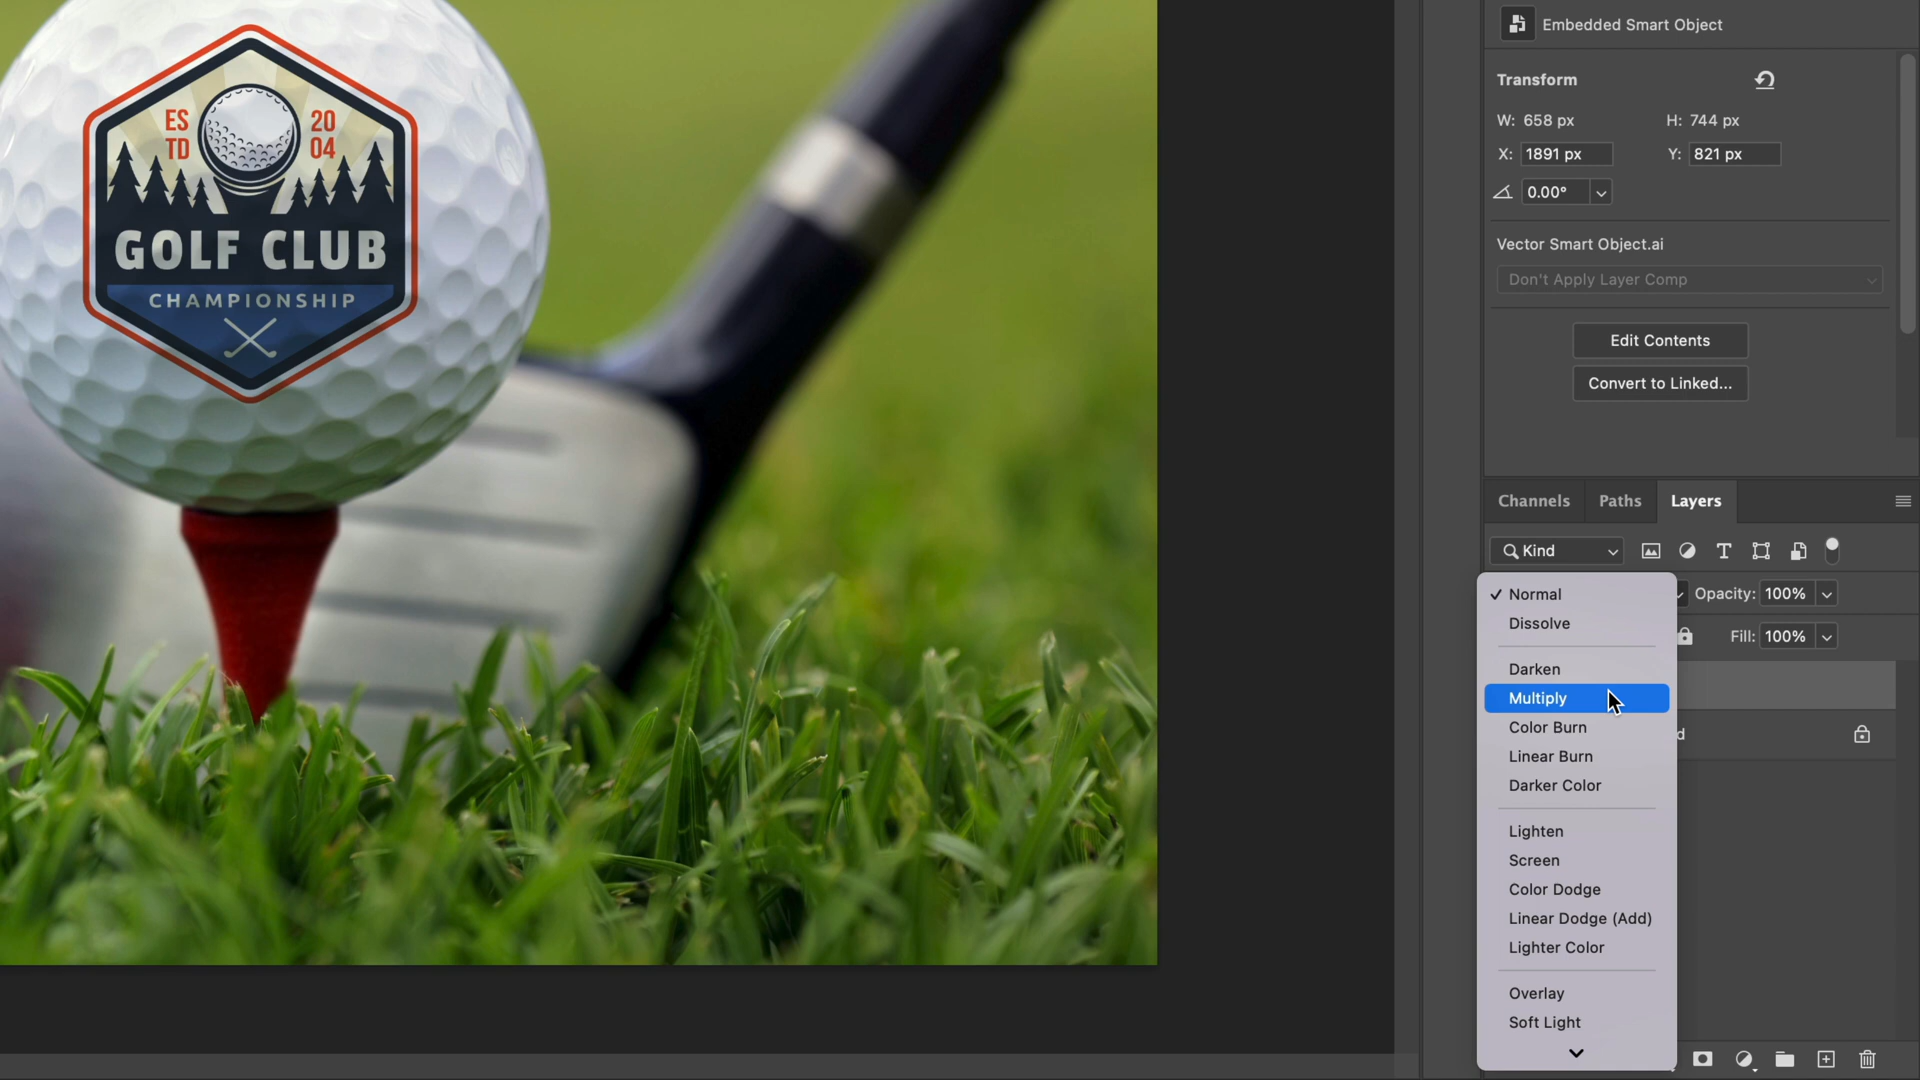 ES
TD
20
04
GOLF CLUB
CHAMPIONSHIP
Embedded Smart Object
Transform
W: 658 px H: 744 px
X: 1891 px Y: 821 px
0.00°
Vector Smart Object.ai
Don't Apply Layer Comp
Edit Contents
Convert to Linked...
Channels Paths Layers
Kind
Opacity: 100%
Fill: 100%
d
✓ Normal
Dissolve
Darken
Multiply
Color Burn
Linear Burn
Darker Color
Lighten
Screen
Color Dodge
Linear Dodge (Add)
Lighter Color
Overlay
Soft Light